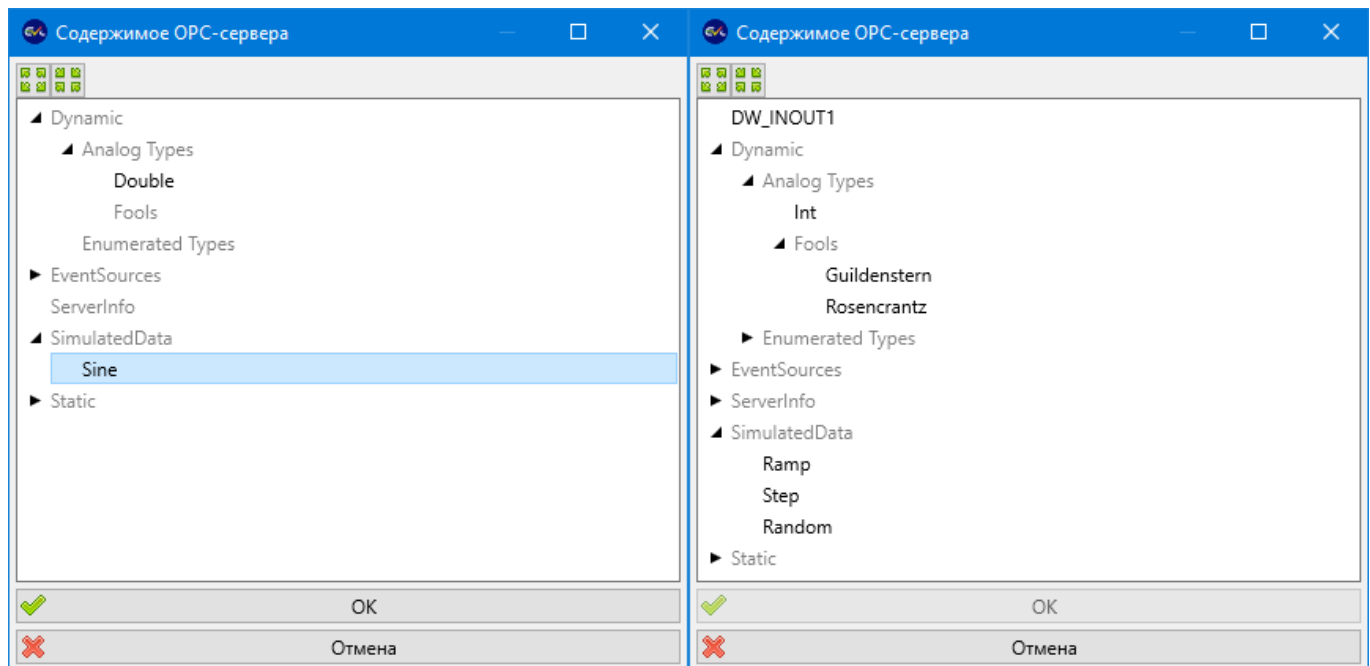 Содержимое OPC-сервера
Dynamic
Analog Types
Double
Fools
Enumerated Types
EventSources
ServerInfo
SimulatedData
Sine
Static
OK
Отмена
Содержимое OPC-сервера
DW_INOUT1
Dynamic
Analog Types
Int
Fools
Guildenstern
Rosencrantz
Enumerated Types
EventSources
ServerInfo
SimulatedData
Ramp
Step
Random
Static
OK
Отмена